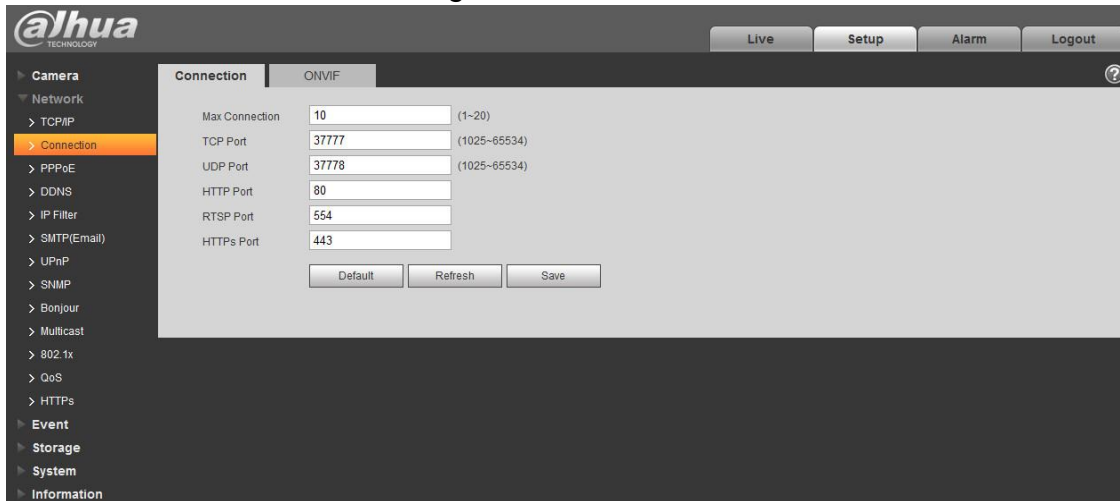 alhua
TECHNOLOGY
Live Setup Alarm Logout
Camera
Network
TCP/IP
Connection
PPPoE
DDNS
IP Filter
SMTP(Email)
UPnP
SNMP
Bonjour
Multicast
802.1x
QoS
HTTPs
Event
Storage
System
Information
Connection ONVIF ?
Max Connection 10 (1~20)
TCP Port 37777 (1025~65534)
UDP Port 37778 (1025~65534)
HTTP Port 80
RTSP Port 554
HTTPs Port 443
Default Refresh Save